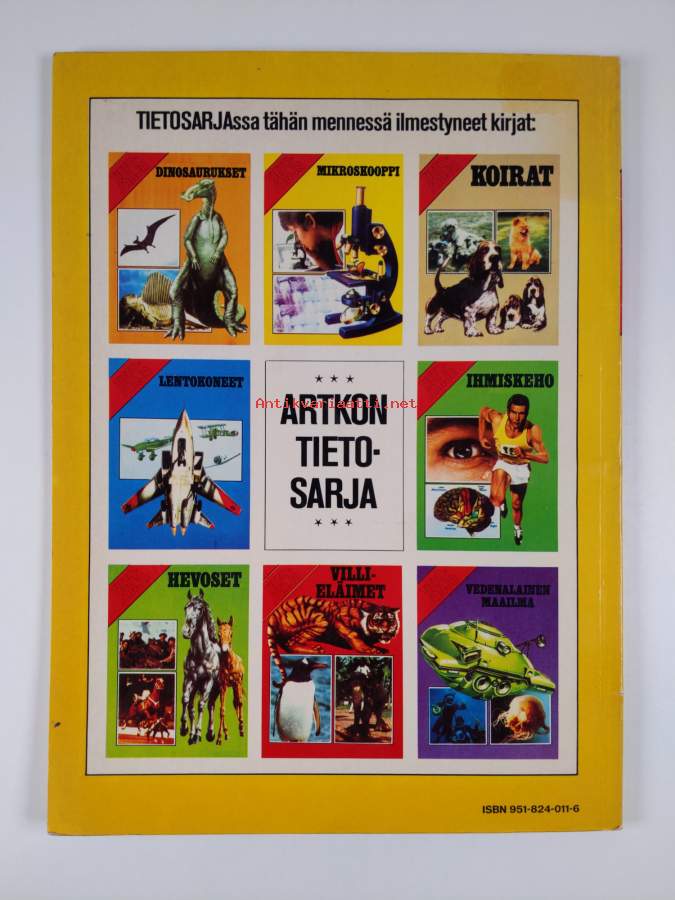 TIETOSARJAssa tähän mennessä ilmestyneet kirjat:
DINOSAURUKSET
MIKROSKOOPPI
KOIRAT
LENTOKONEET
★ ★ ★
ARTKON
TIETO-
SARJA
★ ★ ★
Antikvariaatti.net
IHMISKEHO
HEVOSET
VILLI-
ELÄIMET
VEDENALAINEN
MAAILMA
ISBN 951-824-011-6